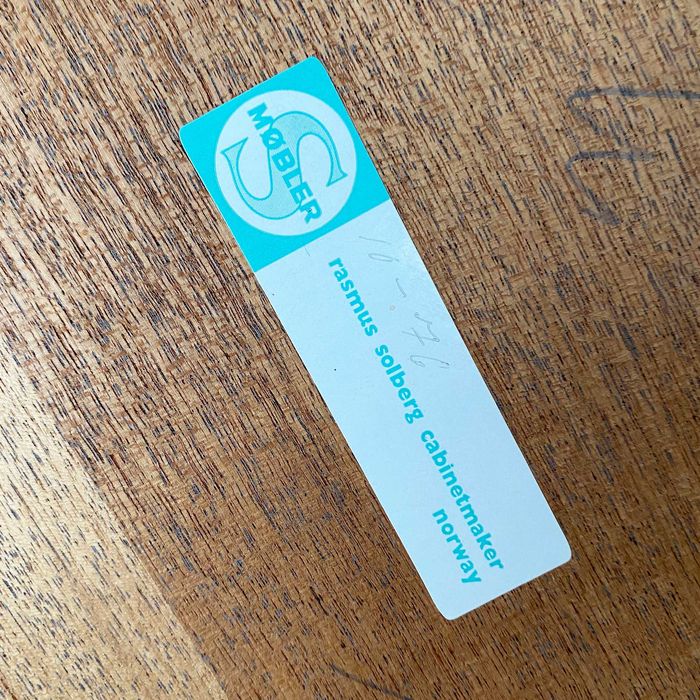 S
MØBLER
rasmus solberg cabinetmaker
norway